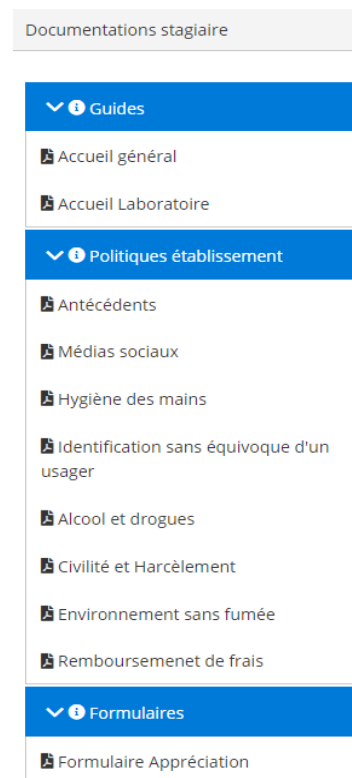 Documentations stagiaire
Guides
Accueil général
Accueil Laboratoire
Politiques établissement
Antécédents
Médias sociaux
Hygiène des mains
Identification sans équivoque d'un
usager
Alcool et drogues
Civilité et Harcèlement
Environnement sans fumée
Remboursemenet de frais
Formulaires
Formulaire Appréciation